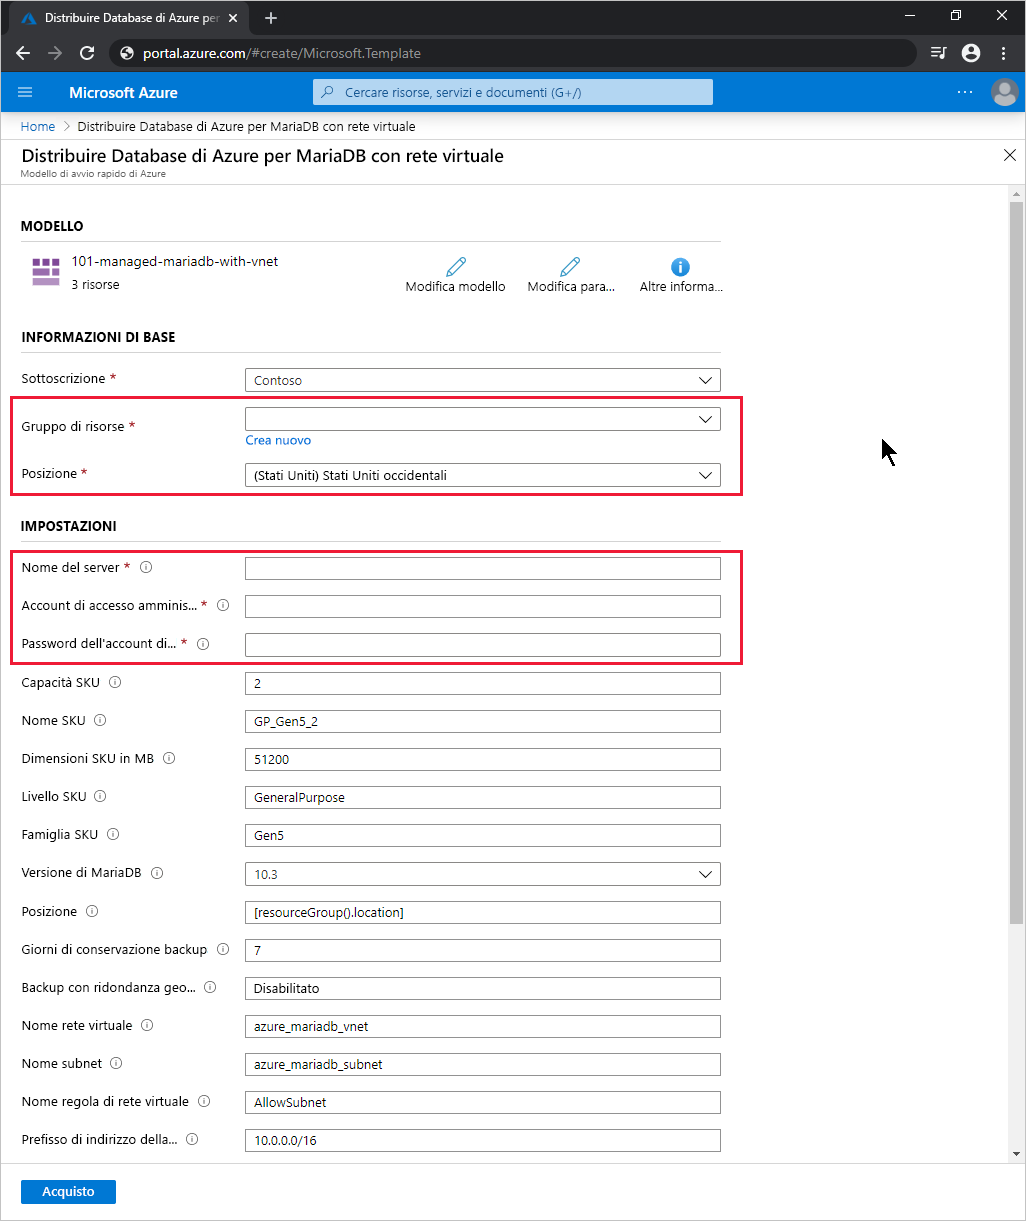 Distribuire Database di Azure per
portal.azure.com/#create/Microsoft.Template
Microsoft Azure
Cercare risorse, servizi e documenti (G+/)
Home > Distribuire Database di Azure per MariaDB con rete virtuale
Distribuire Database di Azure per MariaDB con rete virtuale
Modello di avvio rapido di Azure
MODELLO
101-managed-mariadb-with-vnet
3 risorse
Modifica modello
Modifica para...
Altre informa...
INFORMAZIONI DI BASE
Sottoscrizione *
Contoso
Gruppo di risorse *
Crea nuovo
Posizione *
(Stati Uniti) Stati Uniti occidentali
IMPOSTAZIONI
Nome del server *
Account di accesso amminis... *
Password dell'account di... *
Capacità SKU
2
Nome SKU
GP_Gen5_2
Dimensioni SKU in MB
51200
Livello SKU
GeneralPurpose
Famiglia SKU
Gen5
Versione di MariaDB
10.3
Posizione
[resourceGroup().location]
Giorni di conservazione backup
7
Backup con ridondanza geo...
Disabilitato
Nome rete virtuale
azure_mariadb_vnet
Nome subnet
azure_mariadb_subnet
Nome regola di rete virtuale
AllowSubnet
Prefisso di indirizzo della...
10.0.0.0/16
Acquisto